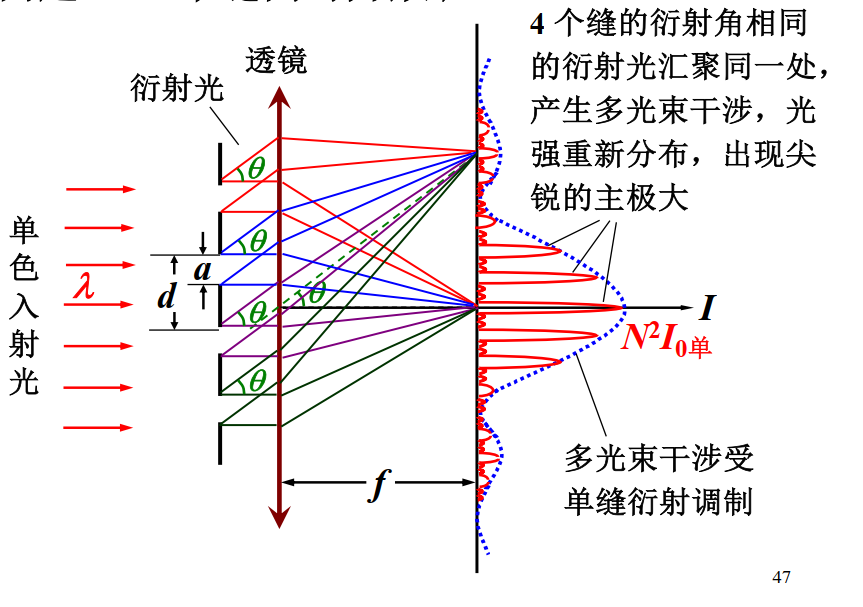 4 个缝的衍射角相同
的衍射光汇聚同一处，
产生多光束干涉，光
强重新分布，出现尖
锐的主极大
透镜
衍射光
θ
θ
θ
θ
θ
单色入射光
λ
a
d
I
N²I₀单
f
多光束干涉受
单缝衍射调制
47